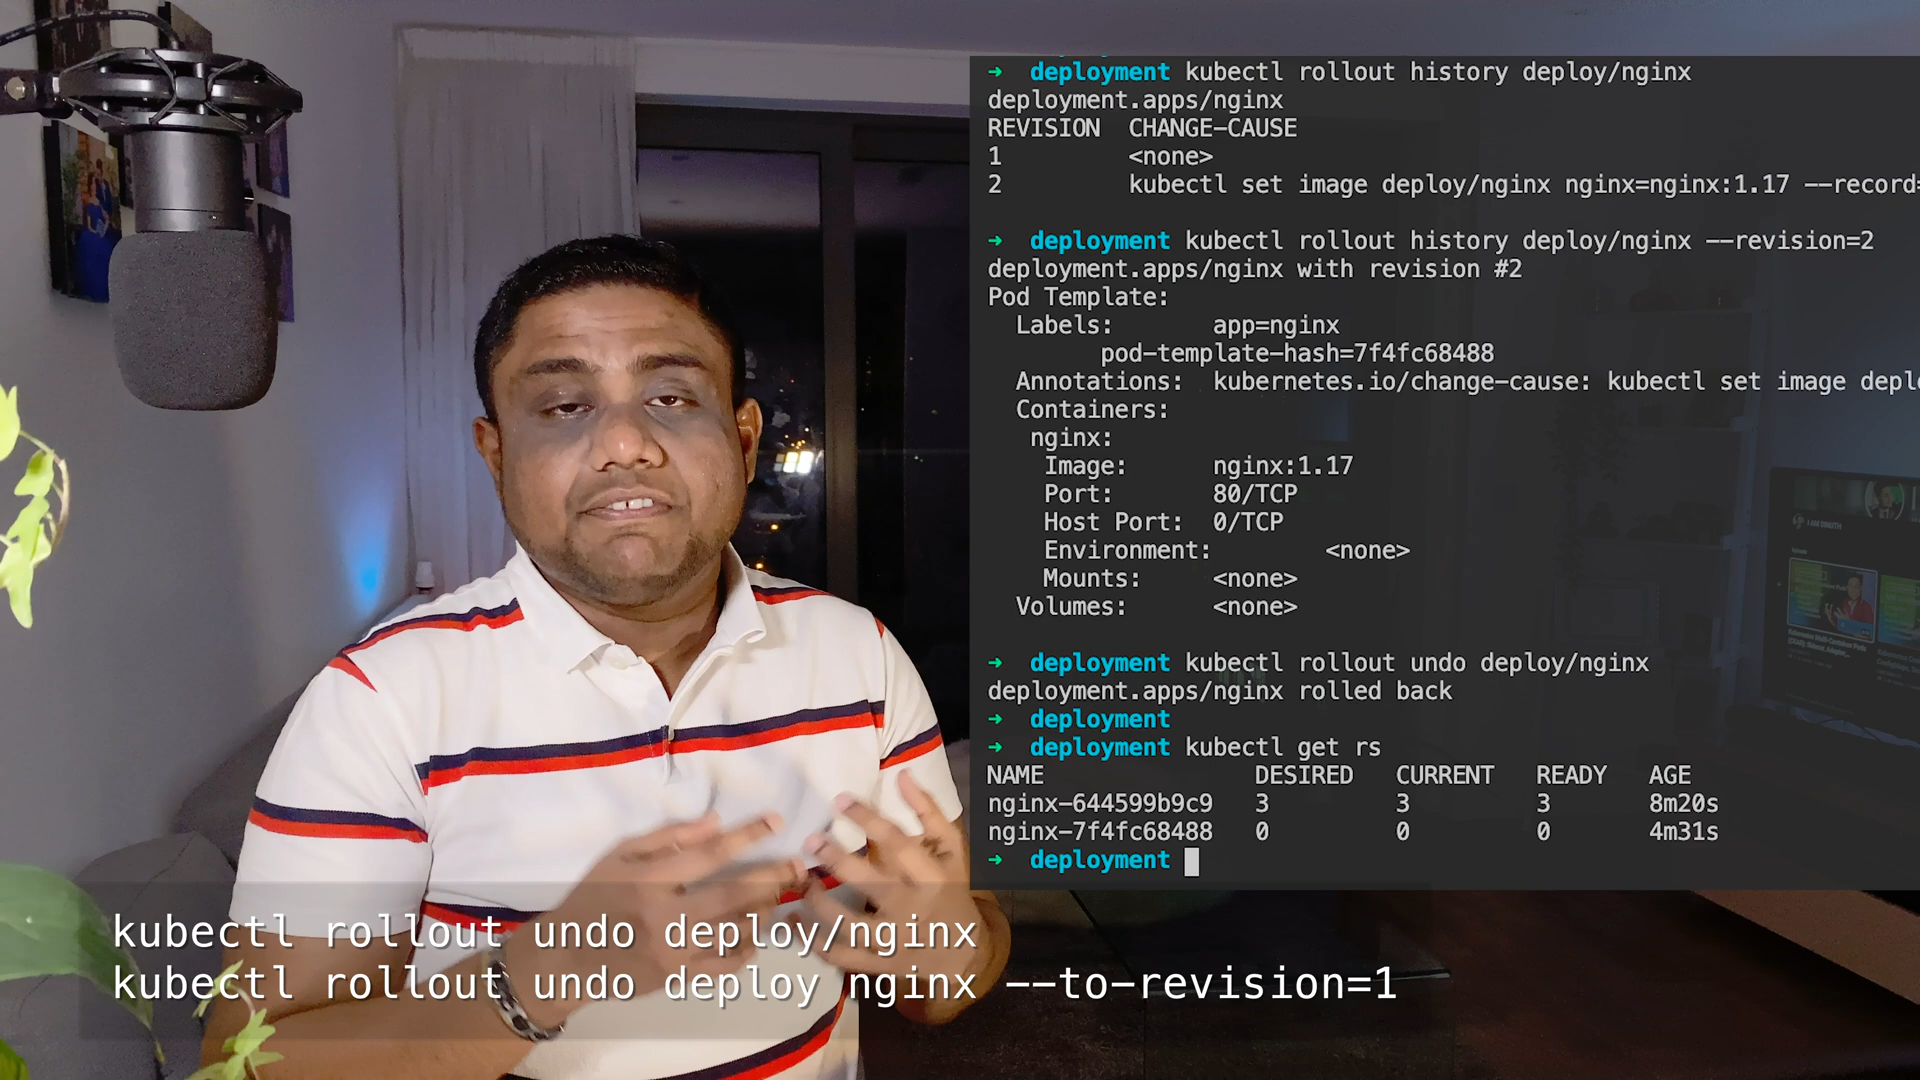 ➜ deployment kubectl rollout history deploy/nginx
deployment.apps/nginx
REVISION CHANGE-CAUSE
1 <none>
2 kubectl set image deploy/nginx nginx=nginx:1.17 --record=
➜ deployment kubectl rollout history deploy/nginx --revision=2
deployment.apps/nginx with revision #2
Pod Template:
Labels: app=nginx
pod-template-hash=7f4fc68488
Annotations: kubernetes.io/change-cause: kubectl set image deplo
Containers:
nginx:
Image: nginx:1.17
Port: 80/TCP
Host Port: 0/TCP
Environment: <none>
Mounts: <none>
Volumes: <none>
➜ deployment kubectl rollout undo deploy/nginx
deployment.apps/nginx rolled back
➜ deployment
➜ deployment kubectl get rs
NAME DESIRED CURRENT READY AGE
nginx-644599b9c9 3 3 3 8m20s
nginx-7f4fc68488 0 0 0 4m31s
➜ deployment
kubectl rollout undo deploy/nginx
kubectl rollout undo deploy nginx --to-revision=1